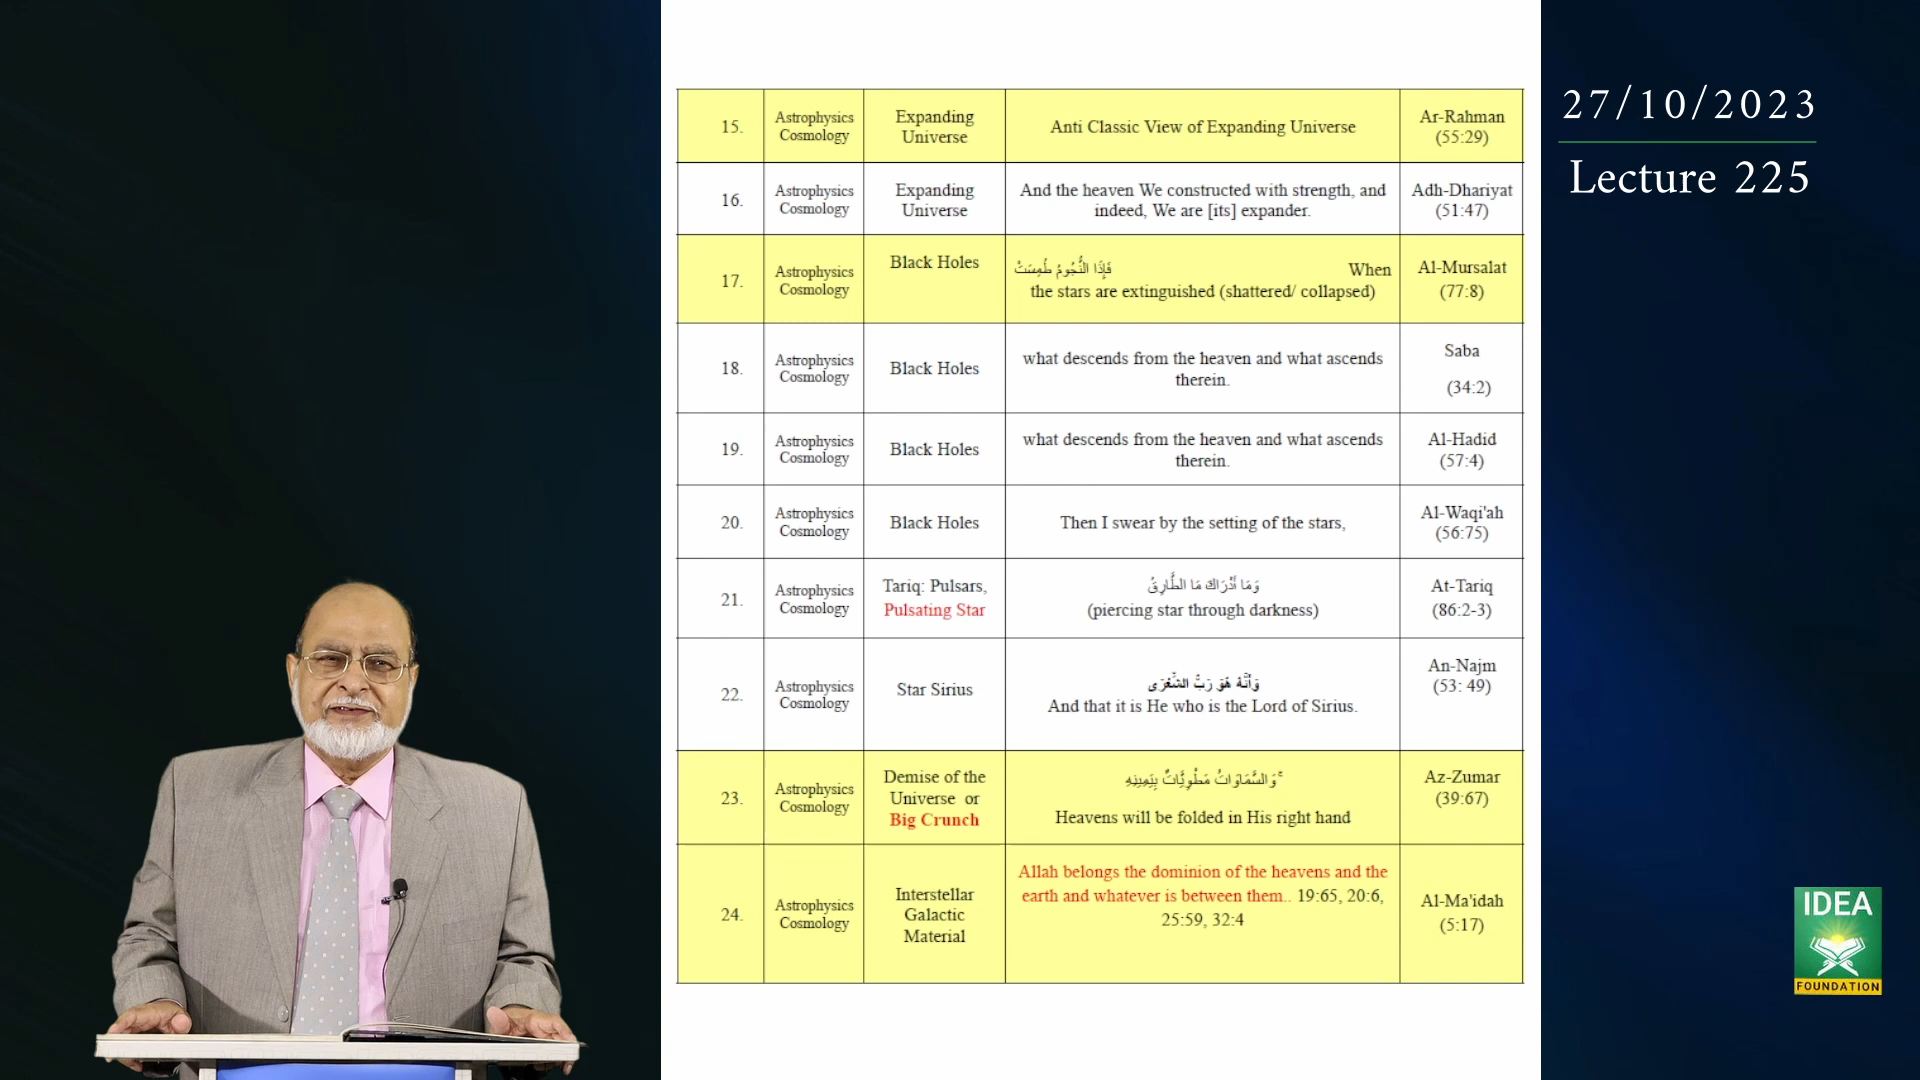 15.
Astrophysics
Cosmology
Expanding
Universe
Anti Classic View of Expanding Universe
Ar-Rahman
(55:29)
16.
Astrophysics
Cosmology
Expanding
Universe
And the heaven We constructed with strength, and
indeed, We are [its] expander.
Adh-Dhariyat
(51:47)
17.
Astrophysics
Cosmology
Black Holes
فَإِذَا النُّجُومُ طُمِسَتْ When
the stars are extinguished (shattered/ collapsed)
Al-Mursalat
(77:8)
18.
Astrophysics
Cosmology
Black Holes
what descends from the heaven and what ascends
therein.
Saba
(34:2)
19.
Astrophysics
Cosmology
Black Holes
what descends from the heaven and what ascends
therein.
Al-Hadid
(57:4)
20.
Astrophysics
Cosmology
Black Holes
Then I swear by the setting of the stars,
Al-Waqi'ah
(56:75)
21.
Astrophysics
Cosmology
Tariq: Pulsars,
Pulsating Star
وَمَا أَدْرَاكَ مَا الطَّارِقُ
(piercing star through darkness)
At-Tariq
(86:2-3)
22.
Astrophysics
Cosmology
Star Sirius
وَأَنَّهُ هُوَ رَبُّ الشِّعْرَى
And that it is He who is the Lord of Sirius.
An-Najm
(53: 49)
23.
Astrophysics
Cosmology
Demise of the
Universe or
Big Crunch
وَالسَّمَاوَاتُ مَطْوِيَّاتٌ بِيَمِينِهِ ۚ
Heavens will be folded in His right hand
Az-Zumar
(39:67)
24.
Astrophysics
Cosmology
Interstellar
Galactic
Material
Allah belongs the dominion of the heavens and the
earth and whatever is between them.. 19:65, 20:6,
25:59, 32:4
Al-Ma'idah
(5:17)
27/10/2023
Lecture 225
IDEA
FOUNDATION